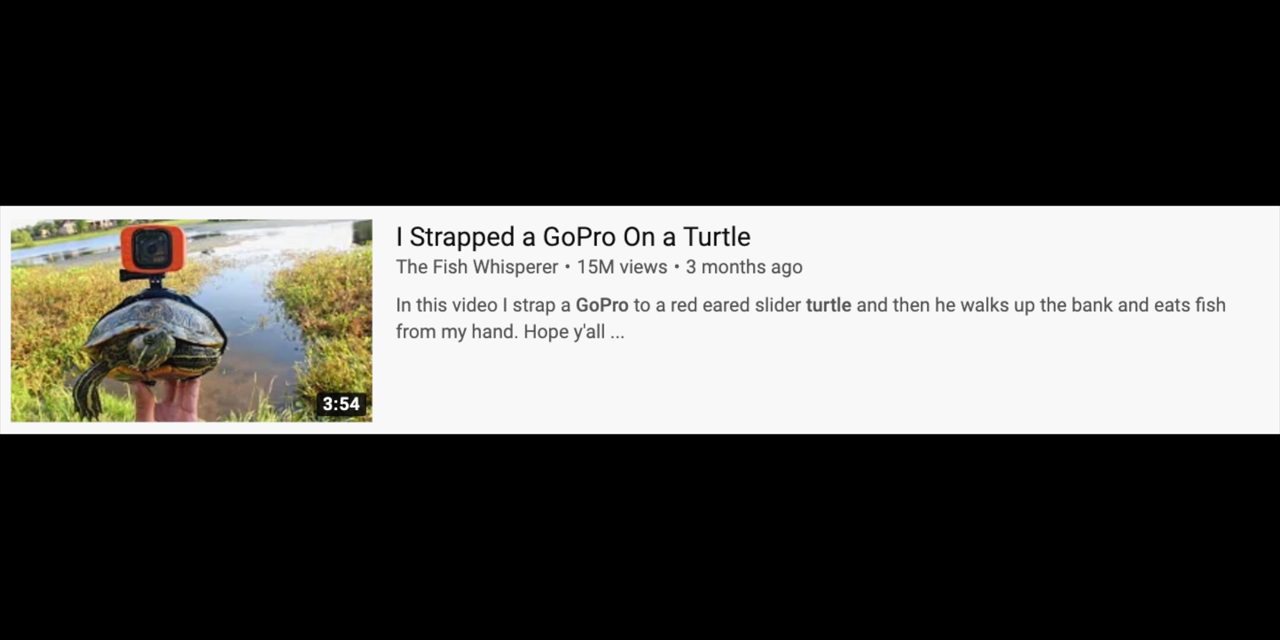 I Strapped a GoPro On a Turtle
The Fish Whisperer • 15M views • 3 months ago
In this video I strap a GoPro to a red eared slider turtle and then he walks up the bank and eats fish
from my hand. Hope y'all ...
3:54